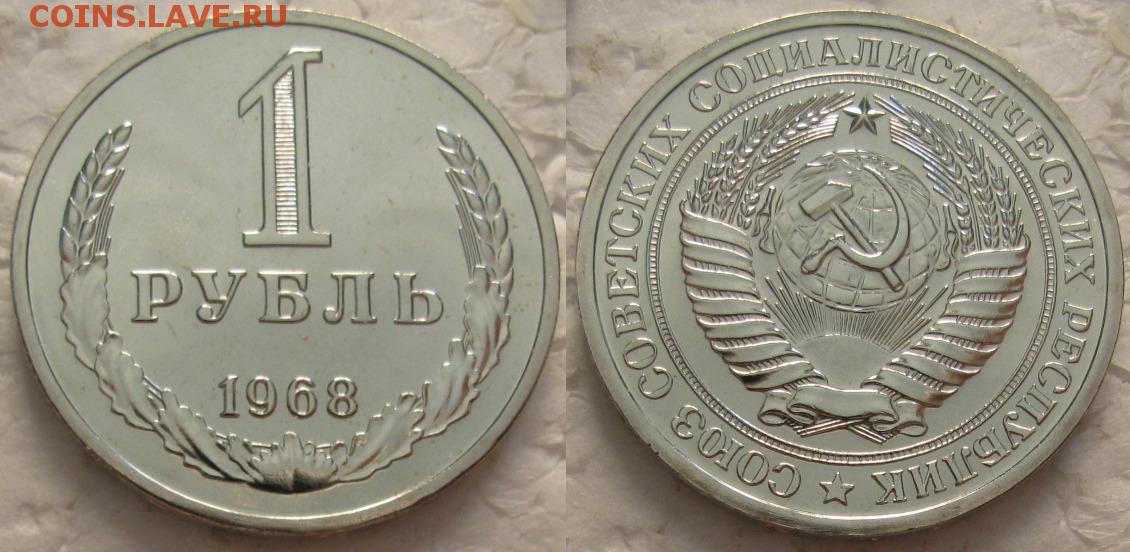 COINS.LAVE.RU
1
РУБЛЬ
1968
СОЮЗ СОВЕТСКИХ СОЦИАЛИСТИЧЕСКИХ РЕСПУБЛИК